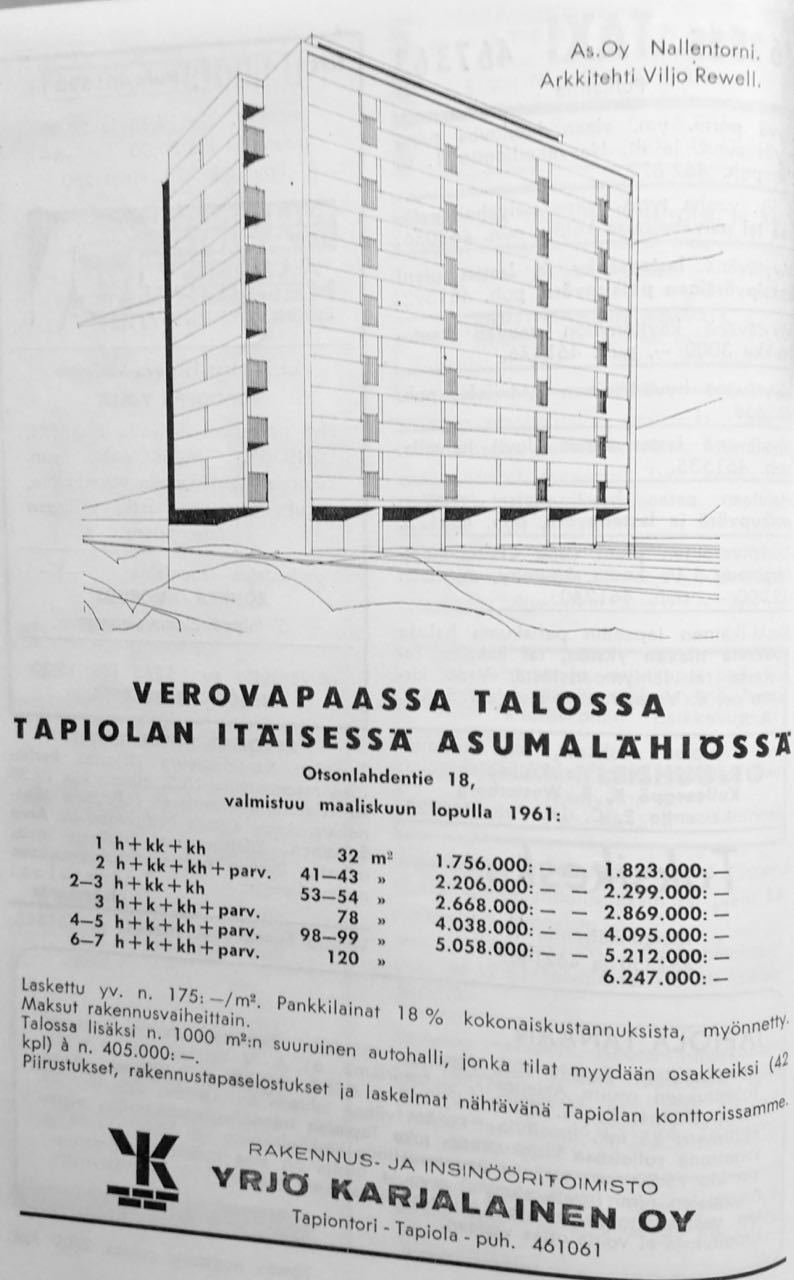 As.Oy Nallentorni.
Arkkitehti Viljo Rewell.
VEROVAPAASSA TALOSSA
TAPIOLAN ITÄISESSÄ ASUMALÄHIÖSSÄ
Otsonlahdentie 18,
valmistuu maaliskuun lopulla 1961:
1 h+kk+kh 32 m² 1.756.000:— — 1.823.000:—
2 h+kk+kh+parv. 41—43 » 2.206.000:— — 2.299.000:—
2—3 h+kk+kh 53—54 » 2.668.000:— — 2.869.000:—
3 h+k+kh+parv. 78 » 4.038.000:— — 4.095.000:—
4—5 h+k+kh+parv. 98—99 » 5.058.000:— — 5.212.000:—
6—7 h+k+kh+parv. 120 » 6.247.000:—
Laskettu yv. n. 175:—/m². Pankkilainat 18 % kokonaiskustannuksista, myönnetty.
Maksut rakennusvaiheittain.
Talossa lisäksi n. 1000 m²:n suuruinen autohalli, jonka tilat myydään osakkeiksi (42
kpl) à n. 405.000:—.
Piirustukset, rakennustapaselostukset ja laskelmat nähtävänä Tapiolan konttorissamme.
YK
RAKENNUS- JA INSINÖÖRITOIMISTO
YRJÖ KARJALAINEN OY
Tapiontori - Tapiola - puh. 461061